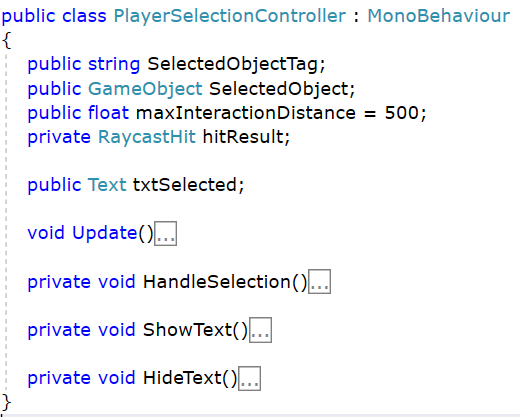 public class PlayerSelectionController : MonoBehaviour
{
public string SelectedObjectTag;
public GameObject SelectedObject;
public float maxInteractionDistance = 500;
private RaycastHit hitResult;
public Text txtSelected;
void Update()...
private void HandleSelection()...
private void ShowText()...
private void HideText()...
}